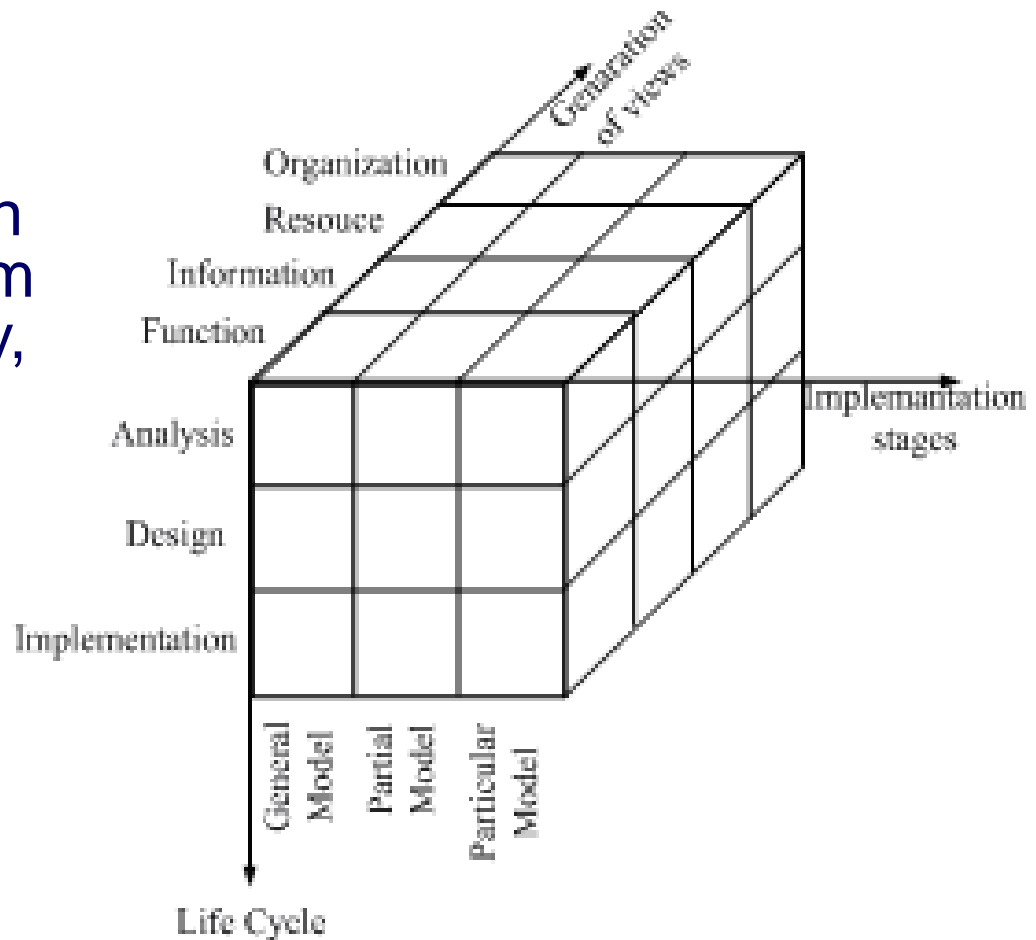 Genaration
of views
Organization
Resouce
Information
Function
n
m
y,
Implemantation
stages
Analysis
Design
Implementation
General
Model
Partial
Model
Particular
Model
Life Cycle